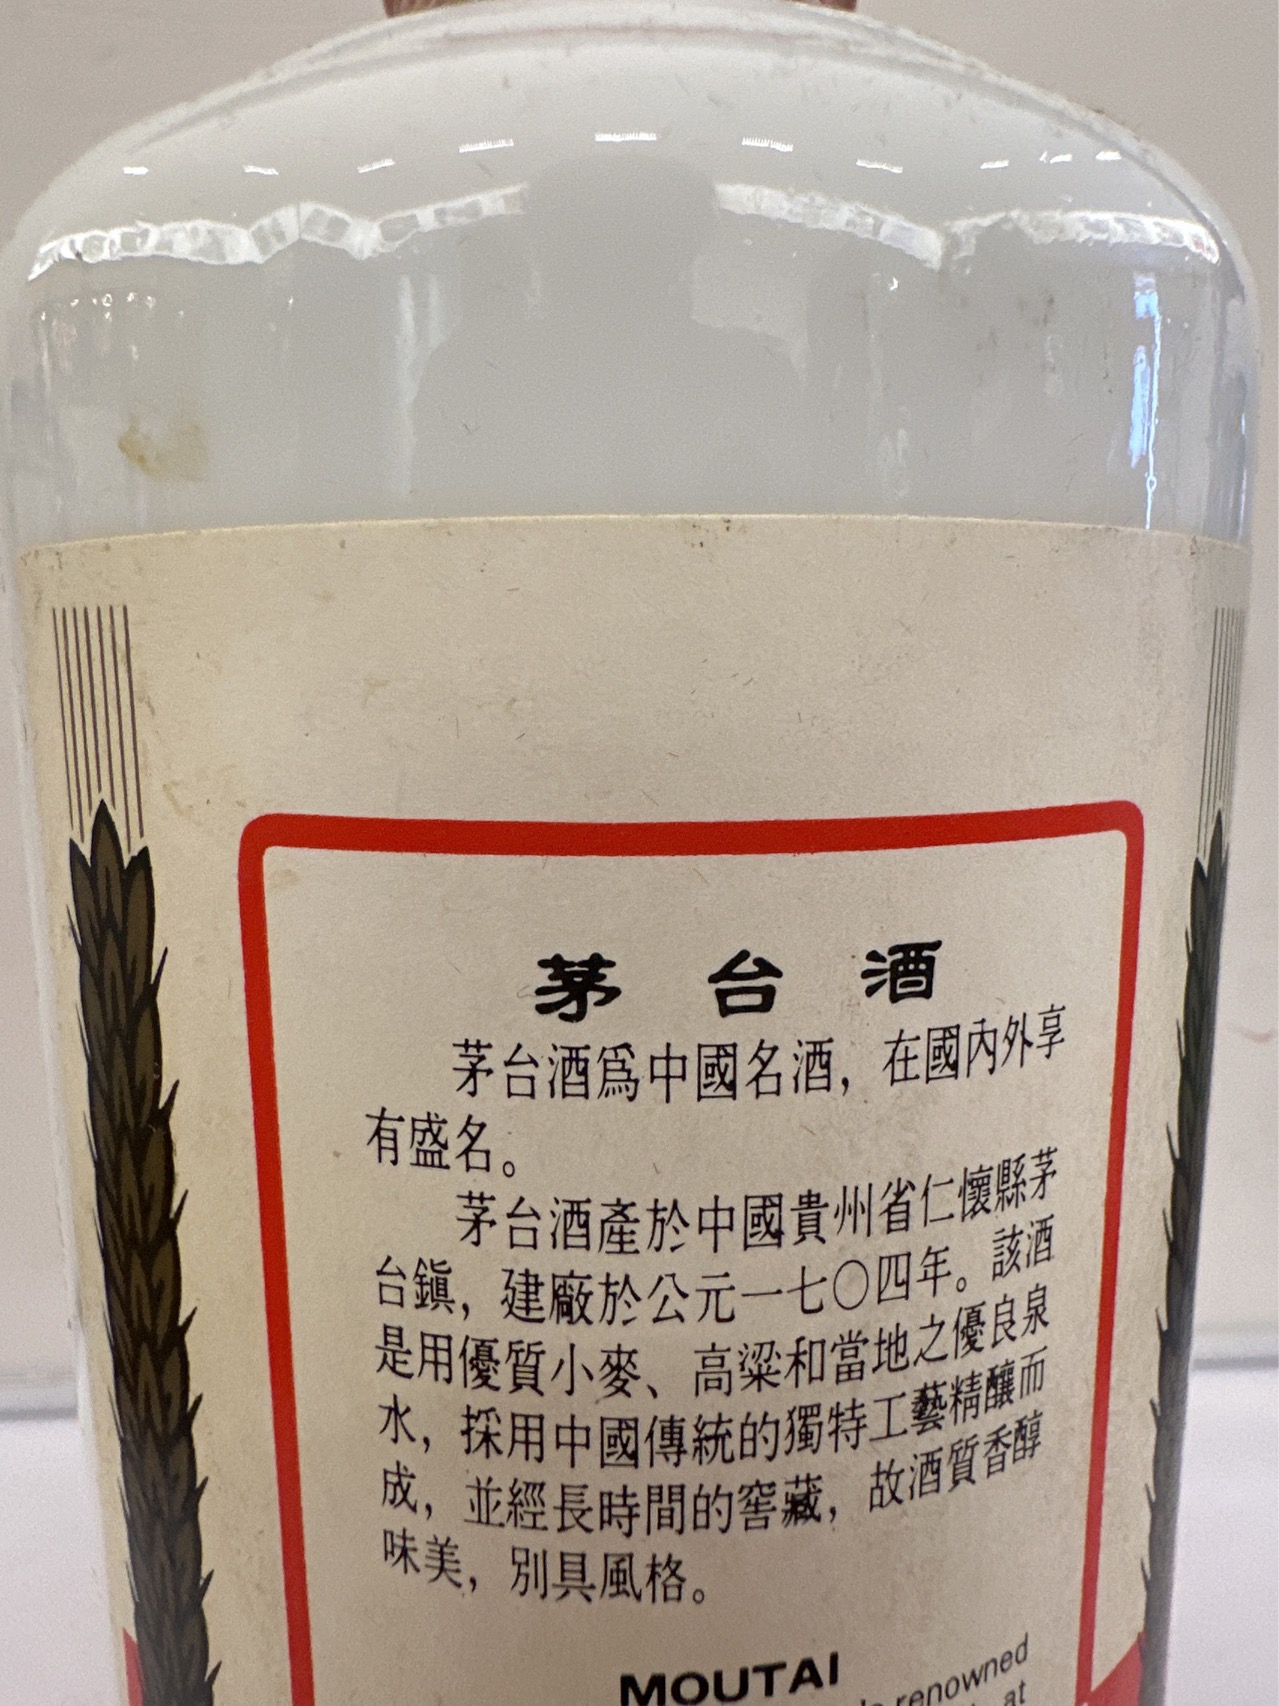 茅台酒
茅台酒爲中國名酒，在國內外享
有盛名。
茅台酒產於中國貴州省仁懷縣茅
台鎭，建廠於公元一七〇四年。該酒
是用優質小麥、高粱和當地之優良泉
水，採用中國傳統的獨特工藝精釀而
成，並經長時間的窖藏，故酒質香醇
味美，別具風格。
MOUTAI
renowned
at